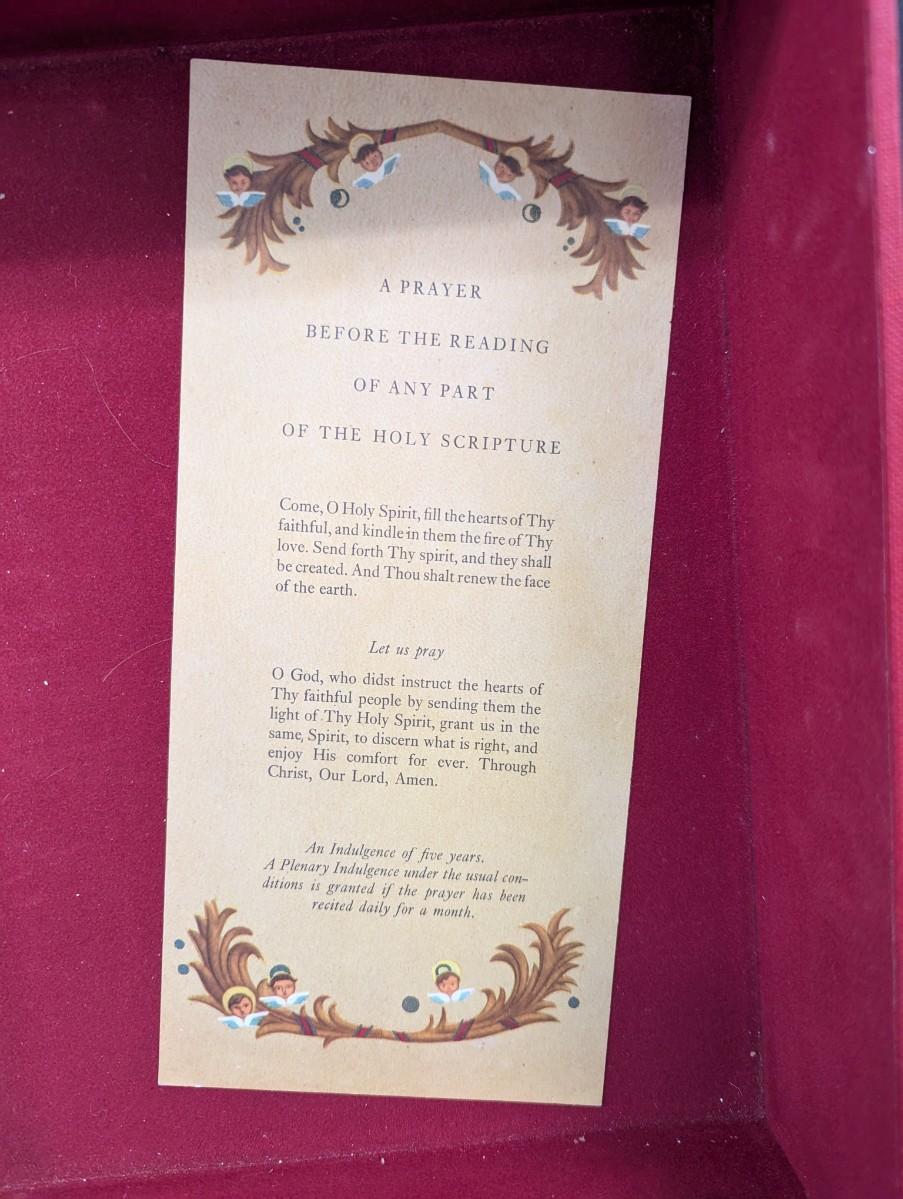 A PRAYER
BEFORE THE READING
OF ANY PART
OF THE HOLY SCRIPTURE
Come, O Holy Spirit, fill the hearts of Thy
faithful, and kindle in them the fire of Thy
love. Send forth Thy spirit, and they shall
be created. And Thou shalt renew the face
of the earth.
Let us pray
O God, who didst instruct the hearts of
Thy faithful people by sending them the
light of Thy Holy Spirit, grant us in the
same, Spirit, to discern what is right, and
enjoy His comfort for ever. Through
Christ, Our Lord, Amen.
An Indulgence of five years.
A Plenary Indulgence under the usual con-
ditions is granted if the prayer has been
recited daily for a month.